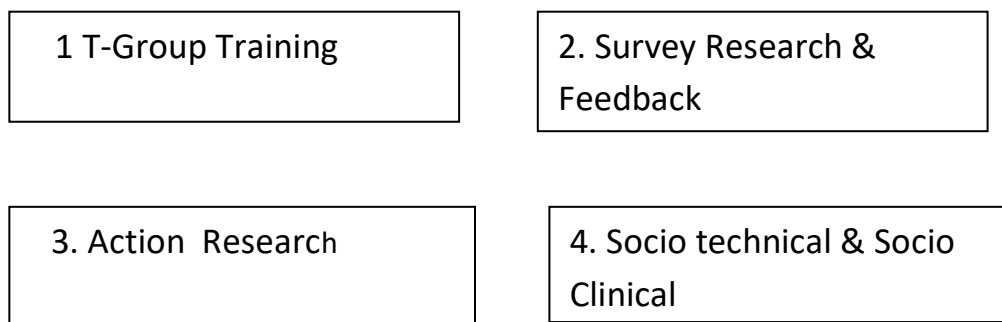 1 T-Group Training
2. Survey Research &
Feedback
3. Action Research
4. Socio technical & Socio
Clinical